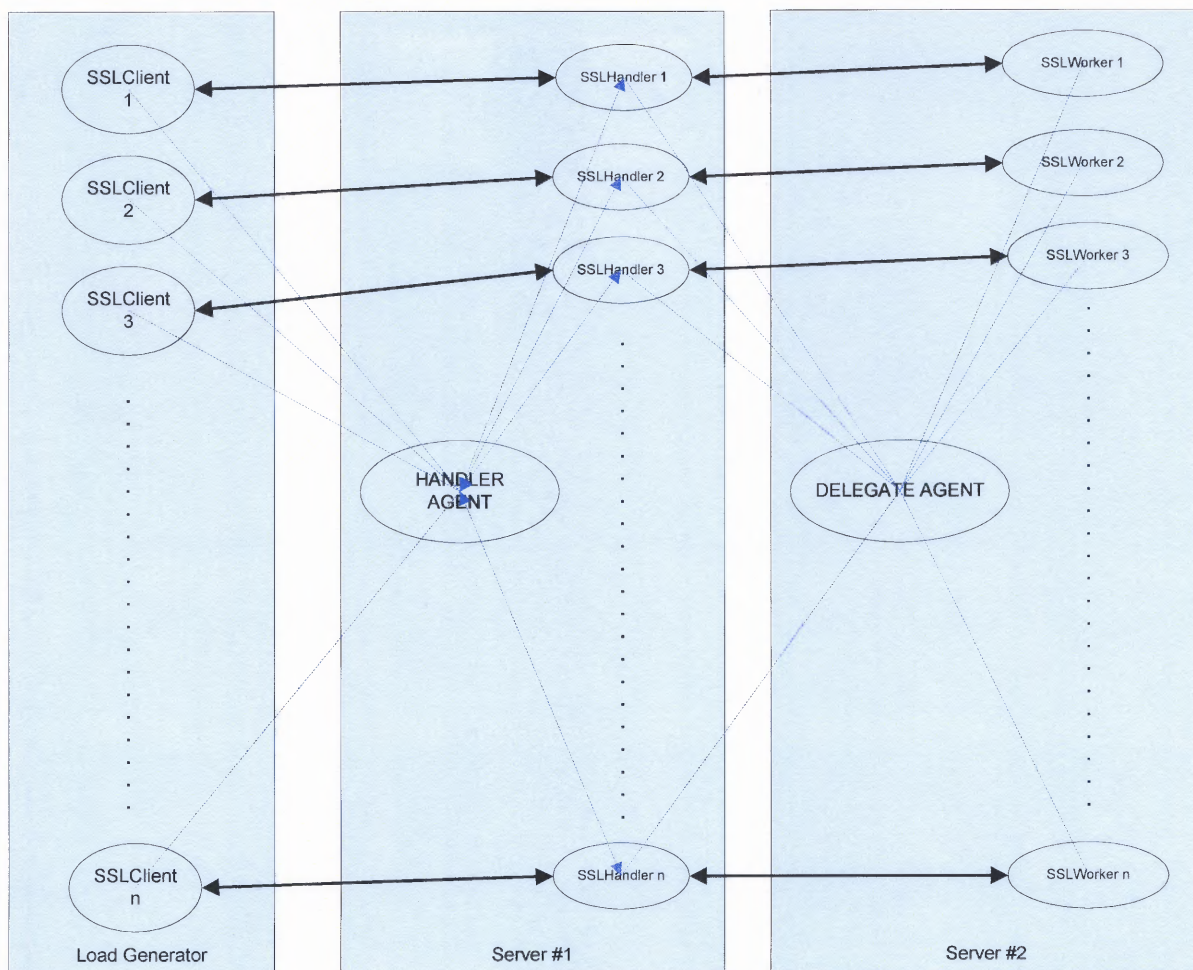 SSLClient
1
SSLHandler 1
SSLWorker 1
SSLClient
2
SSLHandler 2
SSLWorker 2
SSLClient
3
SSLHandler 3
SSLWorker 3
HANDLER
AGENT
DELEGATE AGENT
SSLClient
n
SSLHandler n
SSLWorker n
Load Generator
Server #1
Server #2